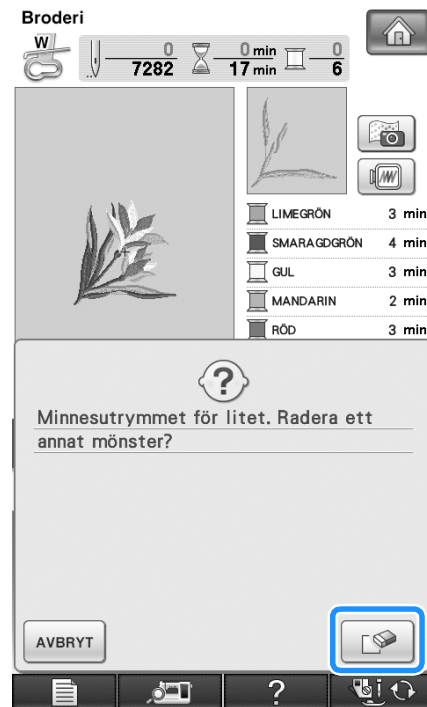 Broderi
W
0 0 min 0
7282 17 min 6
LIMEGRÖN 3 min
SMARAGDGRÖN 4 min
GUL 3 min
MANDARIN 2 min
RÖD 3 min
?
Minnesutrymmet för litet. Radera ett
annat mönster?
AVBRYT
?